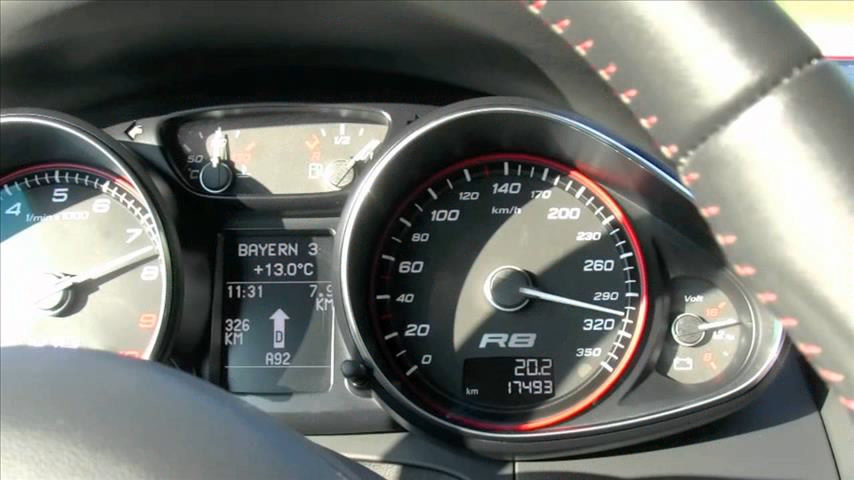 50
°C
1/2
4 5 6 7 8 9
1/min x 1000
BAYERN 3
+13.0°C
11:31
326
KM
KM
D
A92
0 20 40 60 80 100 120 140 170 200 230 260 290 320 350
km/h
R8
20.2
km 17493
Volt
16
8